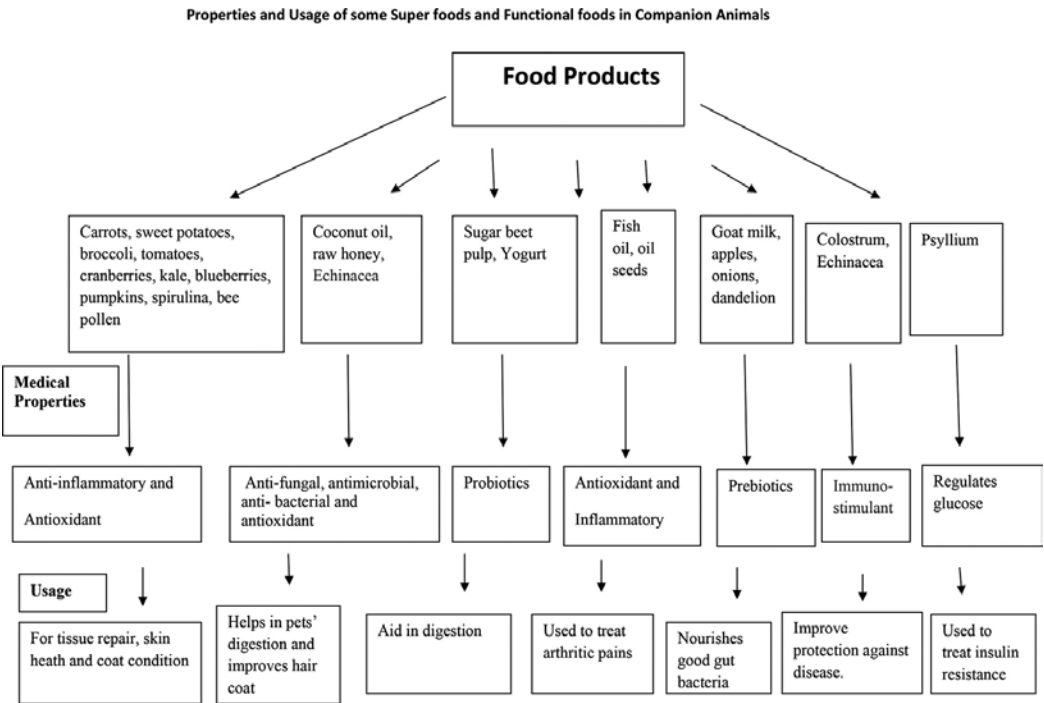 Properties and Usage of some Super foods and Functional foods in Companion Animals
Food Products
Carrots, sweet potatoes,
broccoli, tomatoes,
cranberries, kale, blueberries,
pumpkins, spirulina, bee
pollen
Coconut oil,
raw honey,
Echinacea
Sugar beet
pulp, Yogurt
Fish
oil, oil
seeds
Goat milk,
apples,
onions,
dandelion
Colostrum,
Echinacea
Psyllium
Medical
Properties
Anti-inflammatory and
Antioxidant
Anti-fungal, antimicrobial,
anti- bacterial and
antioxidant
Probiotics
Antioxidant and
Inflammatory
Prebiotics
Immuno-
stimulant
Regulates
glucose
Usage
For tissue repair, skin
heath and coat condition
Helps in pets'
digestion and
improves hair
coat
Aid in digestion
Used to treat
arthritic pains
Nourishes
good gut
bacteria
Improve
protection against
disease.
Used to
treat insulin
resistance